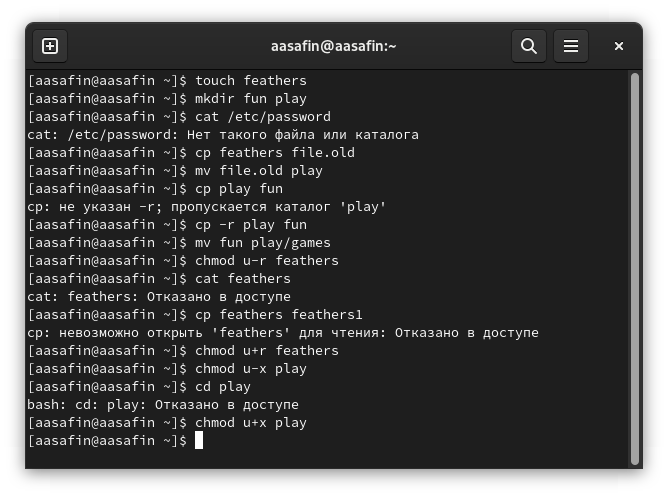 aasafin@aasafin:~
[aasafin@aasafin ~]$ touch feathers
[aasafin@aasafin ~]$ mkdir fun play
[aasafin@aasafin ~]$ cat /etc/password
cat: /etc/password: Нет такого файла или каталога
[aasafin@aasafin ~]$ cp feathers file.old
[aasafin@aasafin ~]$ mv file.old play
[aasafin@aasafin ~]$ cp play fun
cp: не указан -r; пропускается каталог 'play'
[aasafin@aasafin ~]$ cp -r play fun
[aasafin@aasafin ~]$ mv fun play/games
[aasafin@aasafin ~]$ chmod u-r feathers
[aasafin@aasafin ~]$ cat feathers
cat: feathers: Отказано в доступе
[aasafin@aasafin ~]$ cp feathers feathers1
cp: невозможно открыть 'feathers' для чтения: Отказано в доступе
[aasafin@aasafin ~]$ chmod u+r feathers
[aasafin@aasafin ~]$ chmod u-x play
[aasafin@aasafin ~]$ cd play
bash: cd: play: Отказано в доступе
[aasafin@aasafin ~]$ chmod u+x play
[aasafin@aasafin ~]$